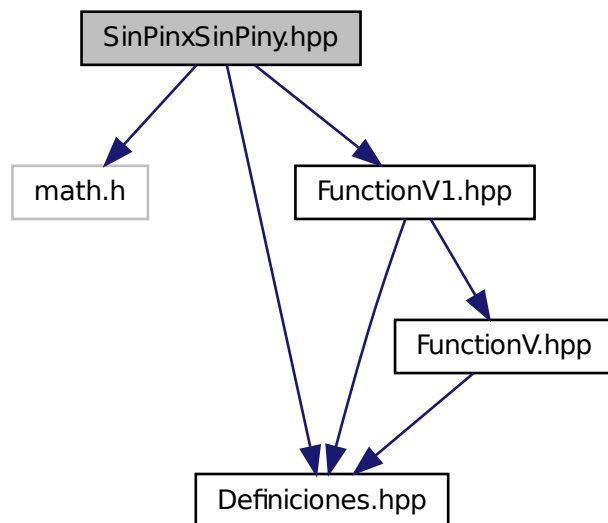 SinPinxSinPiny.hpp
math.h
FunctionV1.hpp
FunctionV.hpp
Definiciones.hpp